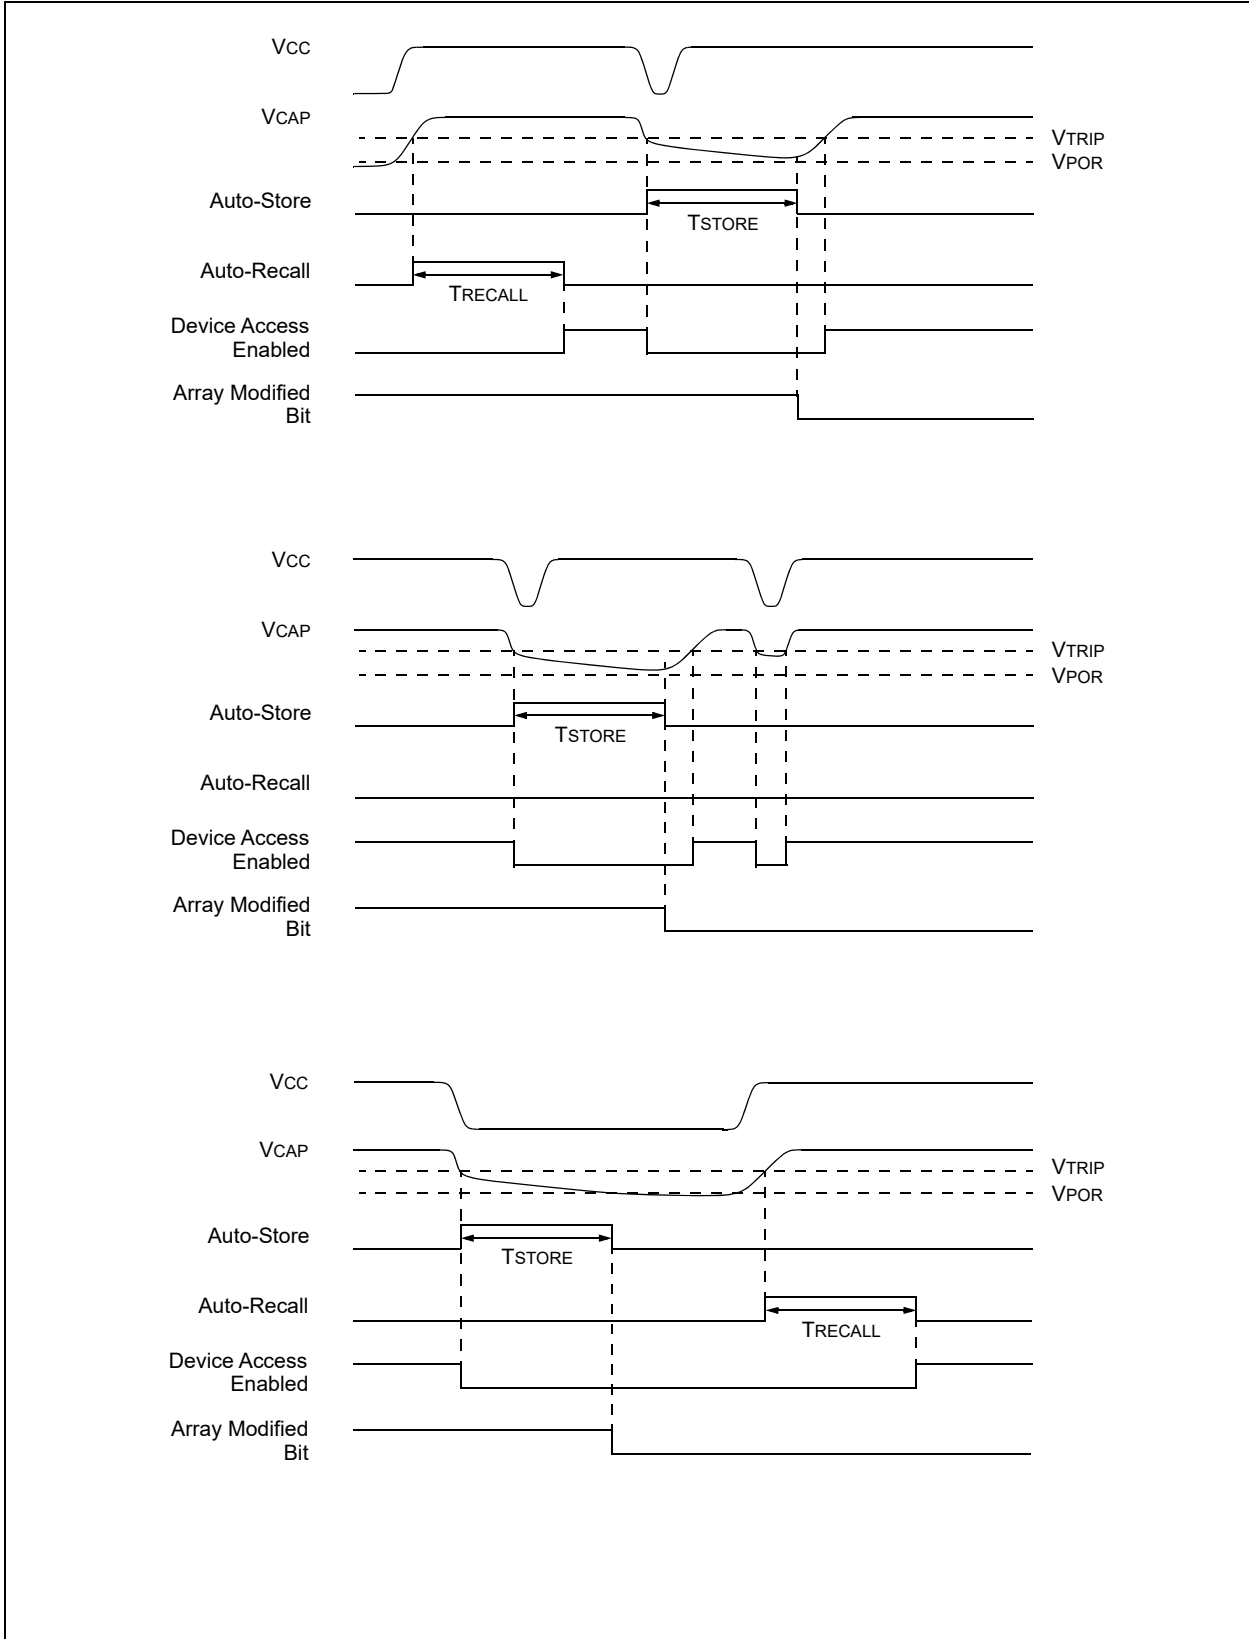 VCC
VCAP
VTRIP
VPOR
Auto-Store
TSTORE
Auto-Recall
TRECALL
Device Access
Enabled
Array Modified
Bit
VCC
VCAP
VTRIP
VPOR
Auto-Store
TSTORE
Auto-Recall
Device Access
Enabled
Array Modified
Bit
VCC
VCAP
VTRIP
VPOR
Auto-Store
TSTORE
Auto-Recall
TRECALL
Device Access
Enabled
Array Modified
Bit